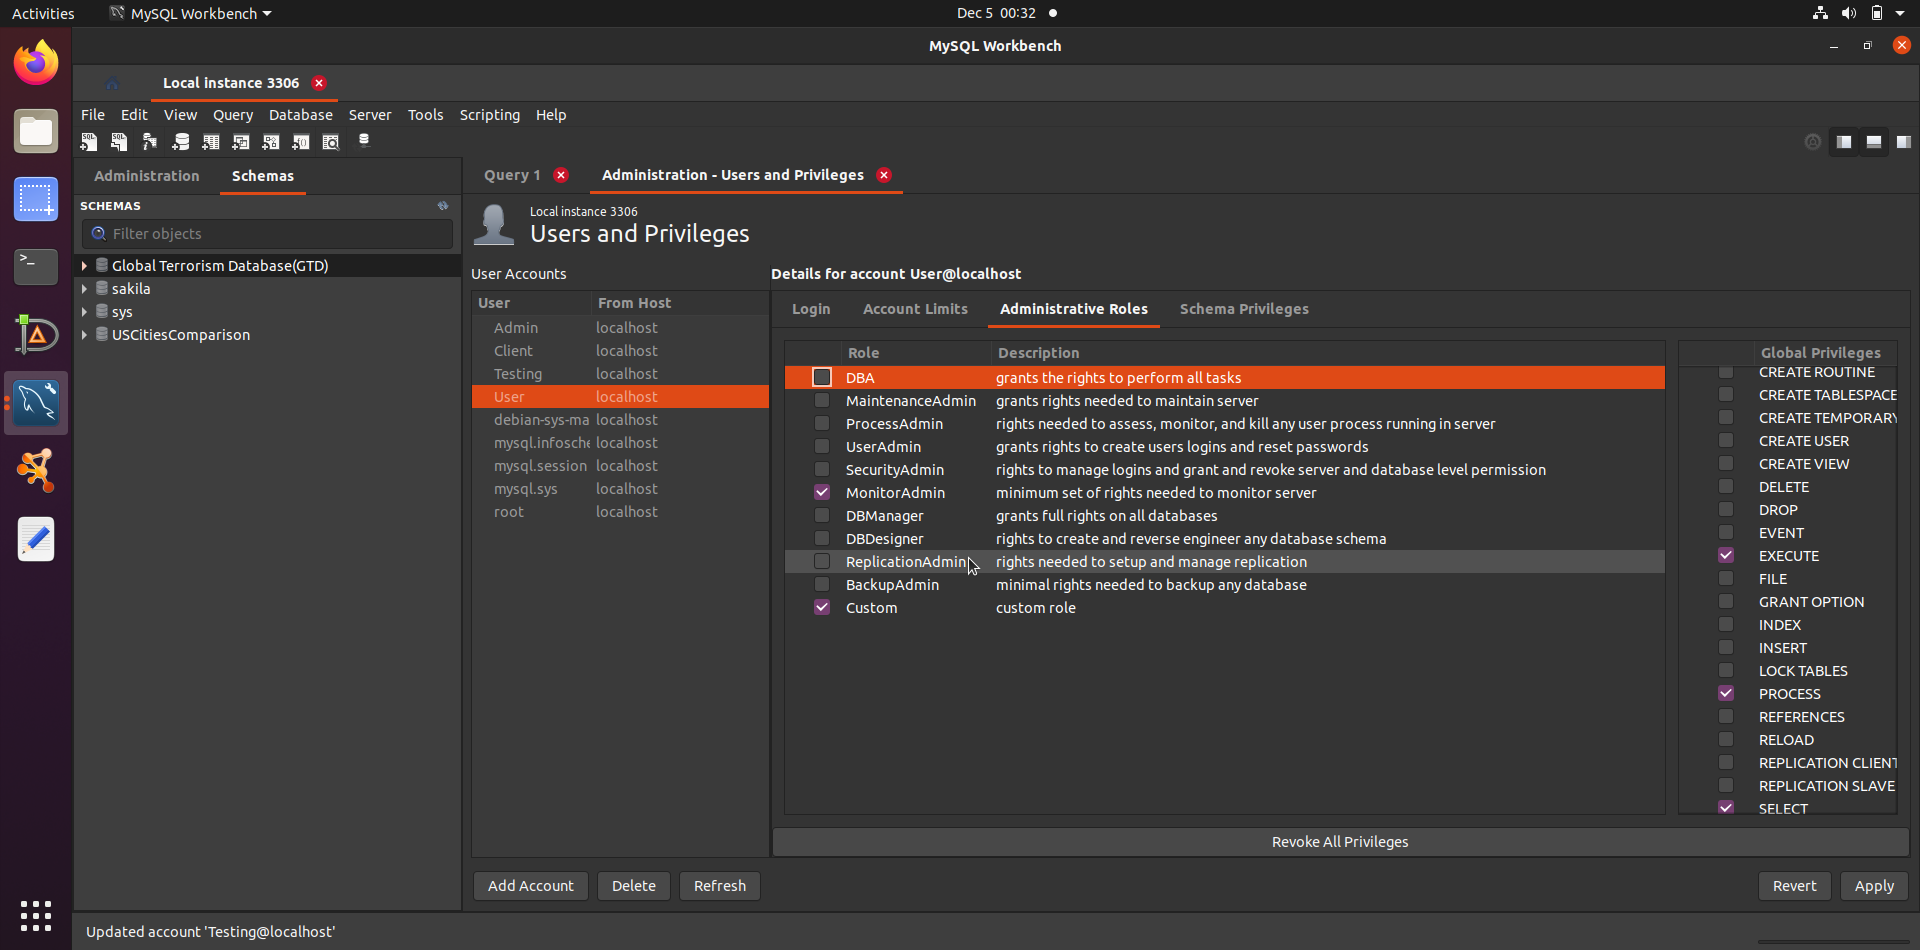 Activities MySQL Workbench Dec 5 00:32
MySQL Workbench
Local instance 3306
File Edit View Query Database Server Tools Scripting Help
Administration Schemas
SCHEMAS
Filter objects
Global Terrorism Database(GTD)
sakila
sys
USCitiesComparison
Query 1 Administration - Users and Privileges
Local instance 3306
Users and Privileges
User Accounts
User From Host
Admin localhost
Client localhost
Testing localhost
User localhost
debian-sys-ma localhost
mysql.infosche localhost
mysql.session localhost
mysql.sys localhost
root localhost
Details for account User@localhost
Login Account Limits Administrative Roles Schema Privileges
Role Description
DBA grants the rights to perform all tasks
MaintenanceAdmin grants rights needed to maintain server
ProcessAdmin rights needed to assess, monitor, and kill any user process running in server
UserAdmin grants rights to create users logins and reset passwords
SecurityAdmin rights to manage logins and grant and revoke server and database level permission
MonitorAdmin minimum set of rights needed to monitor server
DBManager grants full rights on all databases
DBDesigner rights to create and reverse engineer any database schema
ReplicationAdmin rights needed to setup and manage replication
BackupAdmin minimal rights needed to backup any database
Custom custom role
Global Privileges
CREATE ROUTINE
CREATE TABLESPACE
CREATE TEMPORARY
CREATE USER
CREATE VIEW
DELETE
DROP
EVENT
EXECUTE
FILE
GRANT OPTION
INDEX
INSERT
LOCK TABLES
PROCESS
REFERENCES
RELOAD
REPLICATION CLIENT
REPLICATION SLAVE
SELECT
Revoke All Privileges
Add Account Delete Refresh Revert Apply
Updated account 'Testing@localhost'